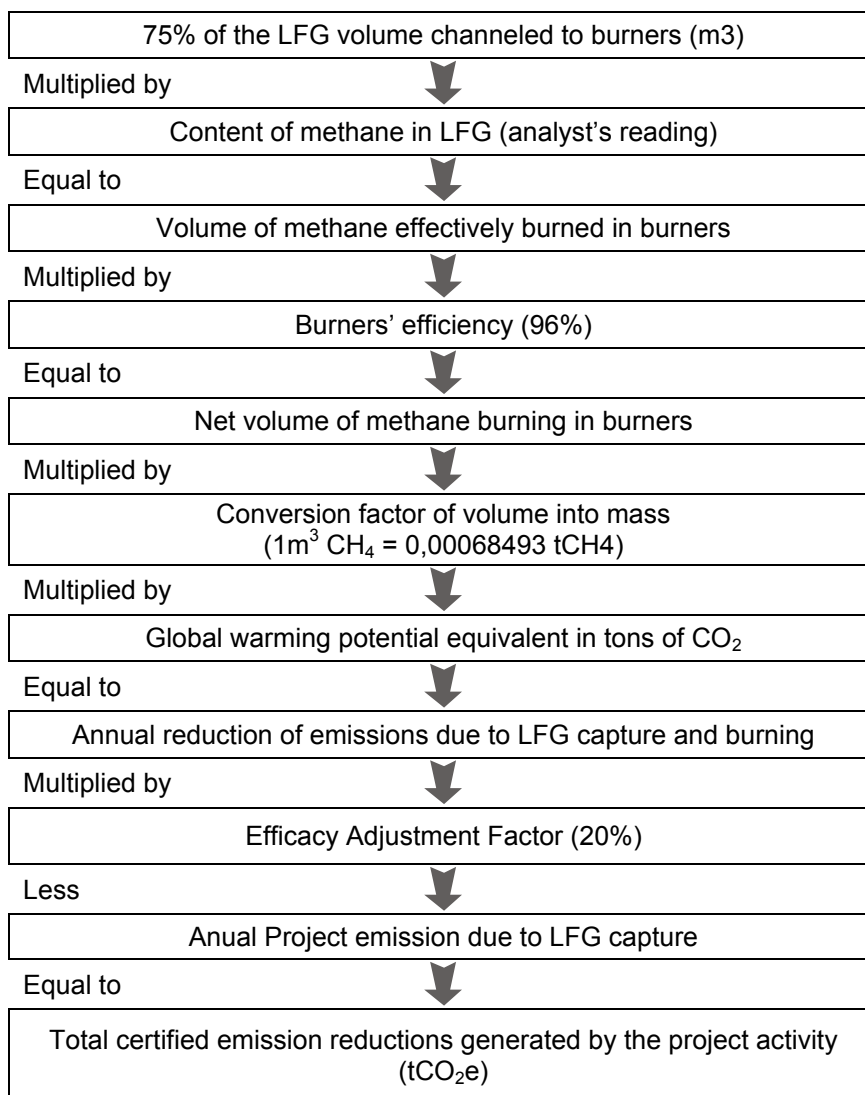 75% of the LFG volume channeled to burners (m3)
Multiplied by
Content of methane in LFG (analyst's reading)
Equal to
Volume of methane effectively burned in burners
Multiplied by
Burners' efficiency (96%)
Equal to
Net volume of methane burning in burners
Multiplied by
Conversion factor of volume into mass
(1m³ CH₄ = 0,00068493 tCH4)
Multiplied by
Global warming potential equivalent in tons of CO₂
Equal to
Annual reduction of emissions due to LFG capture and burning
Multiplied by
Efficacy Adjustment Factor (20%)
Less
Anual Project emission due to LFG capture
Equal to
Total certified emission reductions generated by the project activity
(tCO₂e)